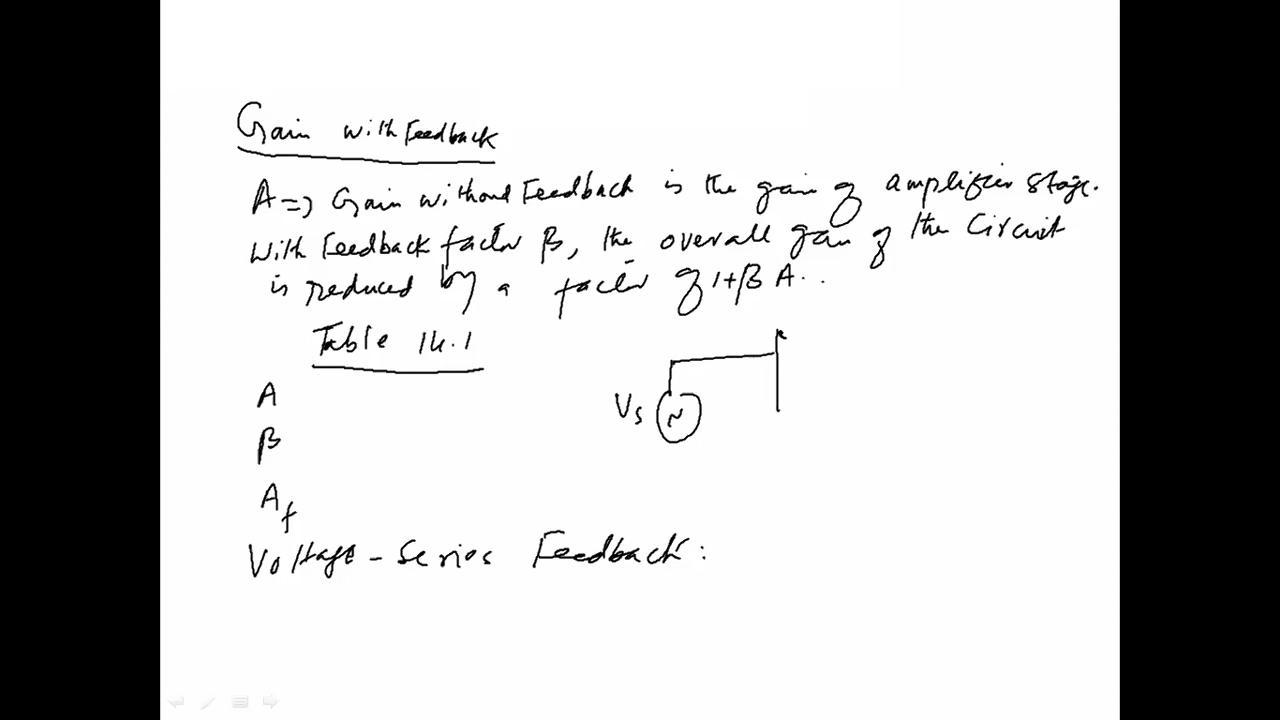 Gain with Feedback
A => Gain without Feedback is the gain of amplifier stage.
With Feedback factor β, the overall gain of the Circuit
is reduced by a factor of 1+β A..
Table 14.1
A
Vs
β
Af
Voltage-Series Feedback: